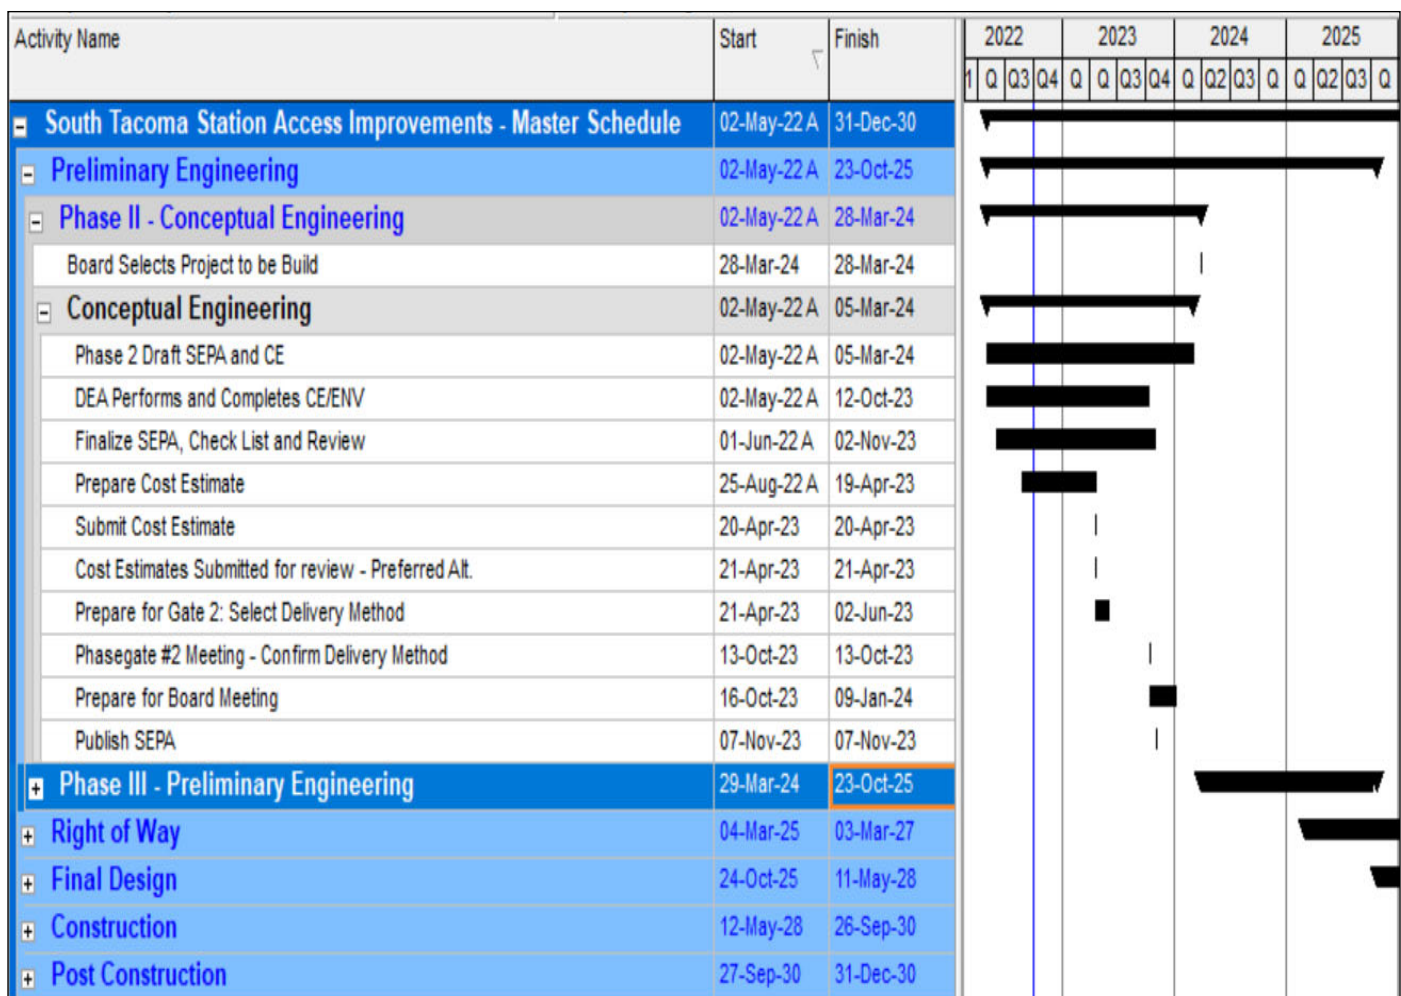 Activity Name Start Finish 2022 2023 2024 2025
1 Q Q3 Q4 Q Q Q3 Q4 Q Q2 Q3 Q Q Q2 Q3 Q
South Tacoma Station Access Improvements - Master Schedule 02-May-22 A 31-Dec-30
Preliminary Engineering 02-May-22 A 23-Oct-25
Phase II - Conceptual Engineering 02-May-22 A 28-Mar-24
Board Selects Project to be Build 28-Mar-24 28-Mar-24
Conceptual Engineering 02-May-22 A 05-Mar-24
Phase 2 Draft SEPA and CE 02-May-22 A 05-Mar-24
DEA Performs and Completes CE/ENV 02-May-22 A 12-Oct-23
Finalize SEPA, Check List and Review 01-Jun-22 A 02-Nov-23
Prepare Cost Estimate 25-Aug-22 A 19-Apr-23
Submit Cost Estimate 20-Apr-23 20-Apr-23
Cost Estimates Submitted for review - Preferred Alt. 21-Apr-23 21-Apr-23
Prepare for Gate 2: Select Delivery Method 21-Apr-23 02-Jun-23
Phasegate #2 Meeting - Confirm Delivery Method 13-Oct-23 13-Oct-23
Prepare for Board Meeting 16-Oct-23 09-Jan-24
Publish SEPA 07-Nov-23 07-Nov-23
Phase III - Preliminary Engineering 29-Mar-24 23-Oct-25
Right of Way 04-Mar-25 03-Mar-27
Final Design 24-Oct-25 11-May-28
Construction 12-May-28 26-Sep-30
Post Construction 27-Sep-30 31-Dec-30